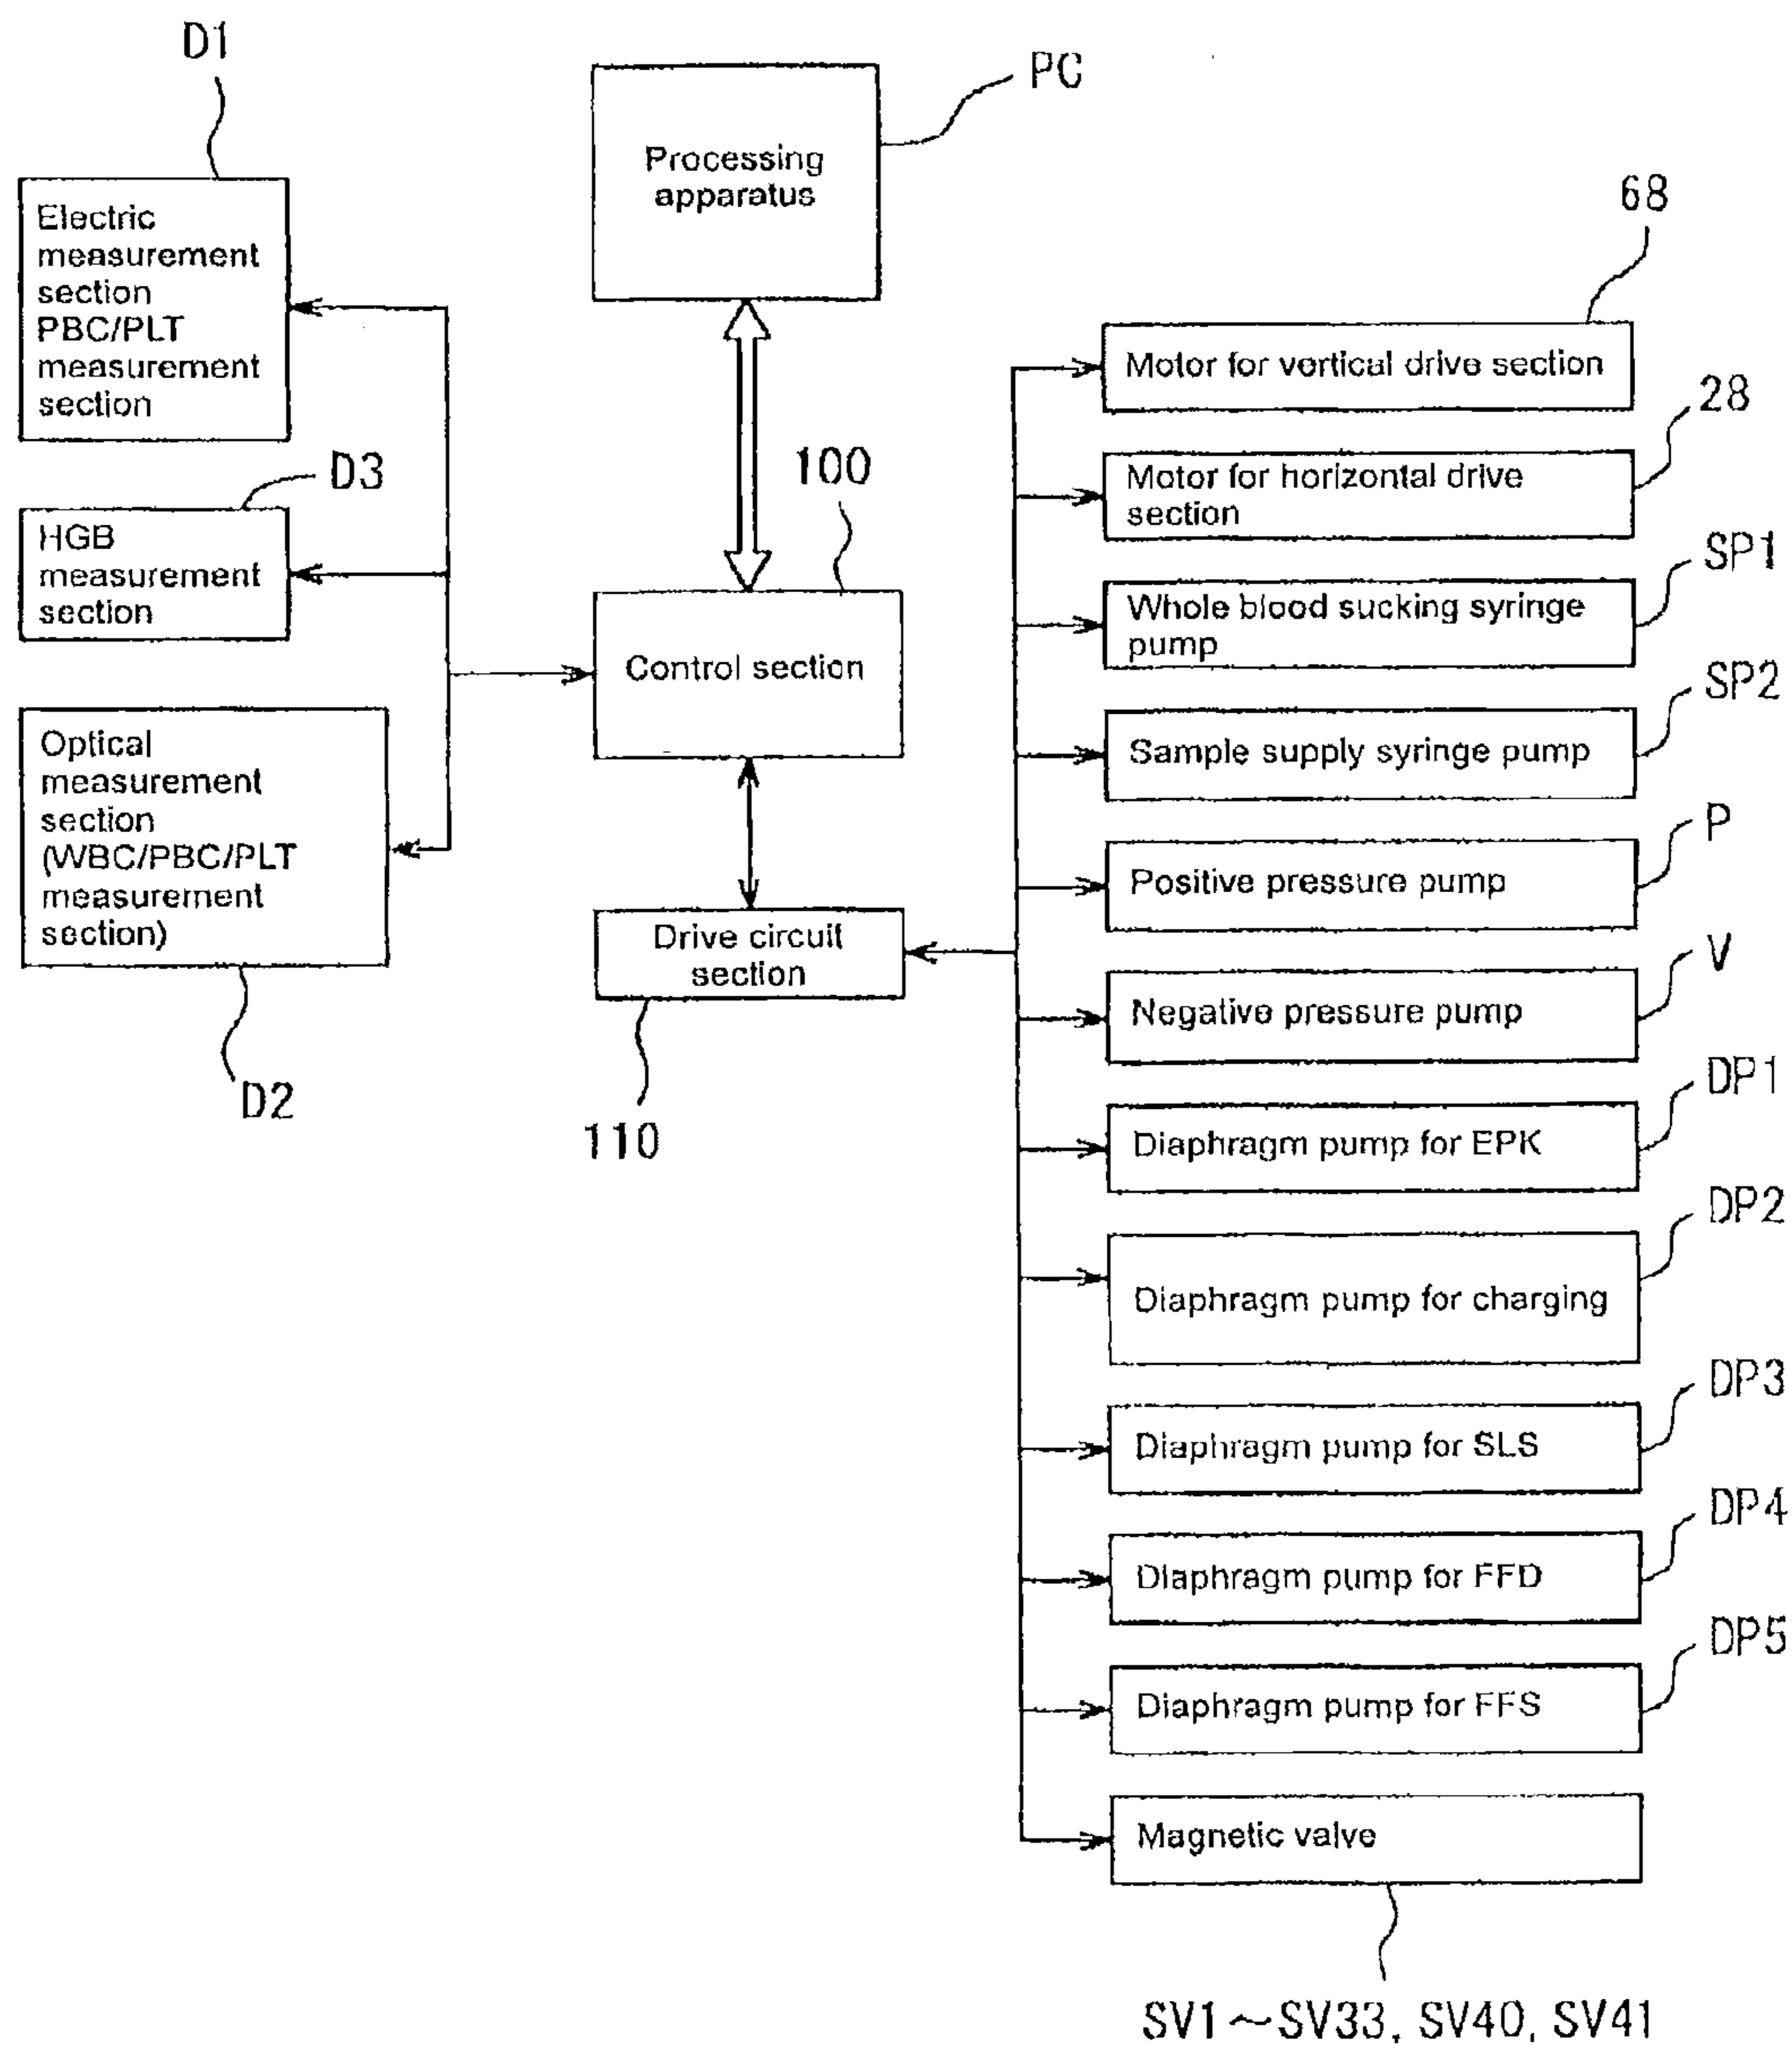 D1
Electric
measurement
section
PBC/PLT
measurement
section
D3
HGB
measurement
section
Optical
measurement
section
(WBC/PBC/PLT
measurement
section)
D2
PC
Processing
apparatus
100
Control section
Drive circuit
section
110
68
Motor for vertical drive section
28
Motor for horizontal drive
section
SP1
Whole blood sucking syringe
pump
SP2
Sample supply syringe pump
P
Positive pressure pump
V
Negative pressure pump
DP1
Diaphragm pump for EPK
DP2
Diaphragm pump for charging
DP3
Diaphragm pump for SLS
DP4
Diaphragm pump for FFD
DP5
Diaphragm pump for FFS
Magnetic valve
SV1~SV33, SV40, SV41